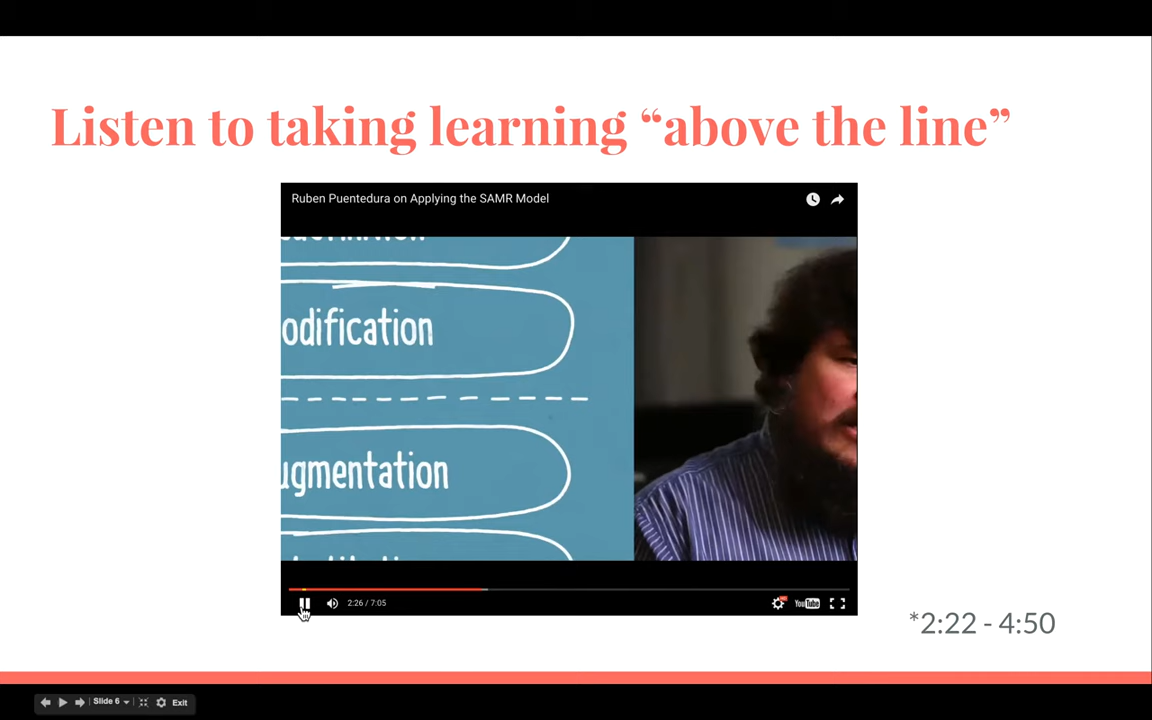 Listen to taking learning “above the line”
Ruben Puentedura on Applying the SAMR Model
odification
ugmentation
2:26 / 7:05
YouTube
*2:22 - 4:50
Slide 6
Exit